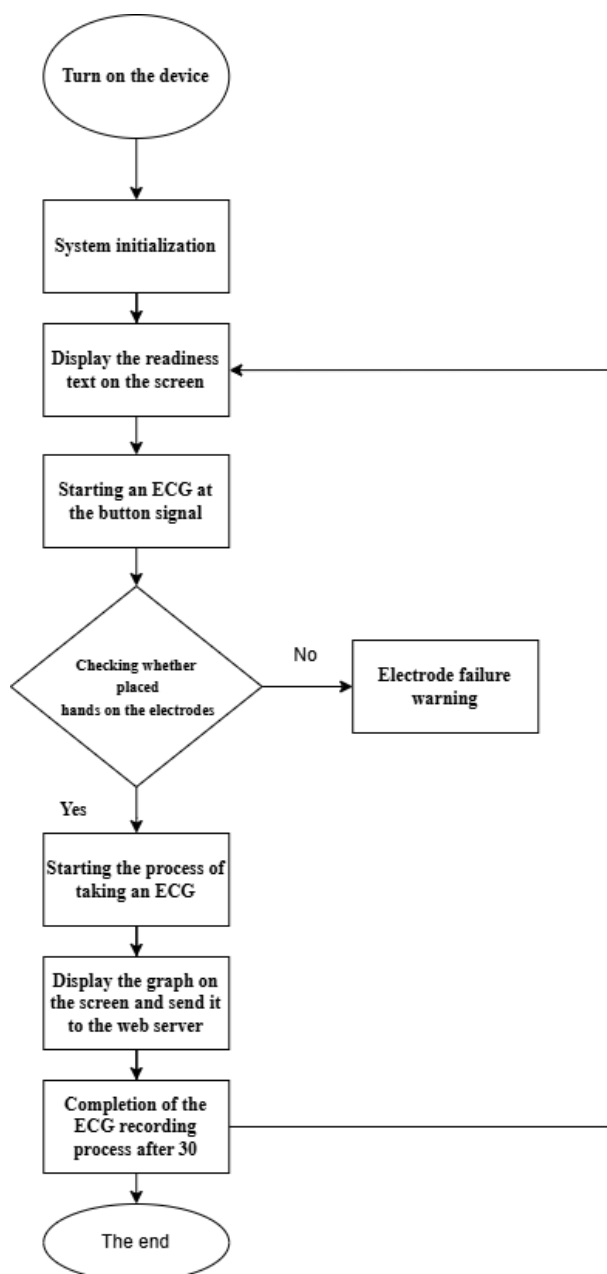 Turn on the device
System initialization
Display the readiness
text on the screen
Starting an ECG at
the button signal
Checking whether
placed
hands on the electrodes
No
Electrode failure
warning
Yes
Starting the process of
taking an ECG
Display the graph on
the screen and send it
to the web server
Completion of the
ECG recording
process after 30
The end